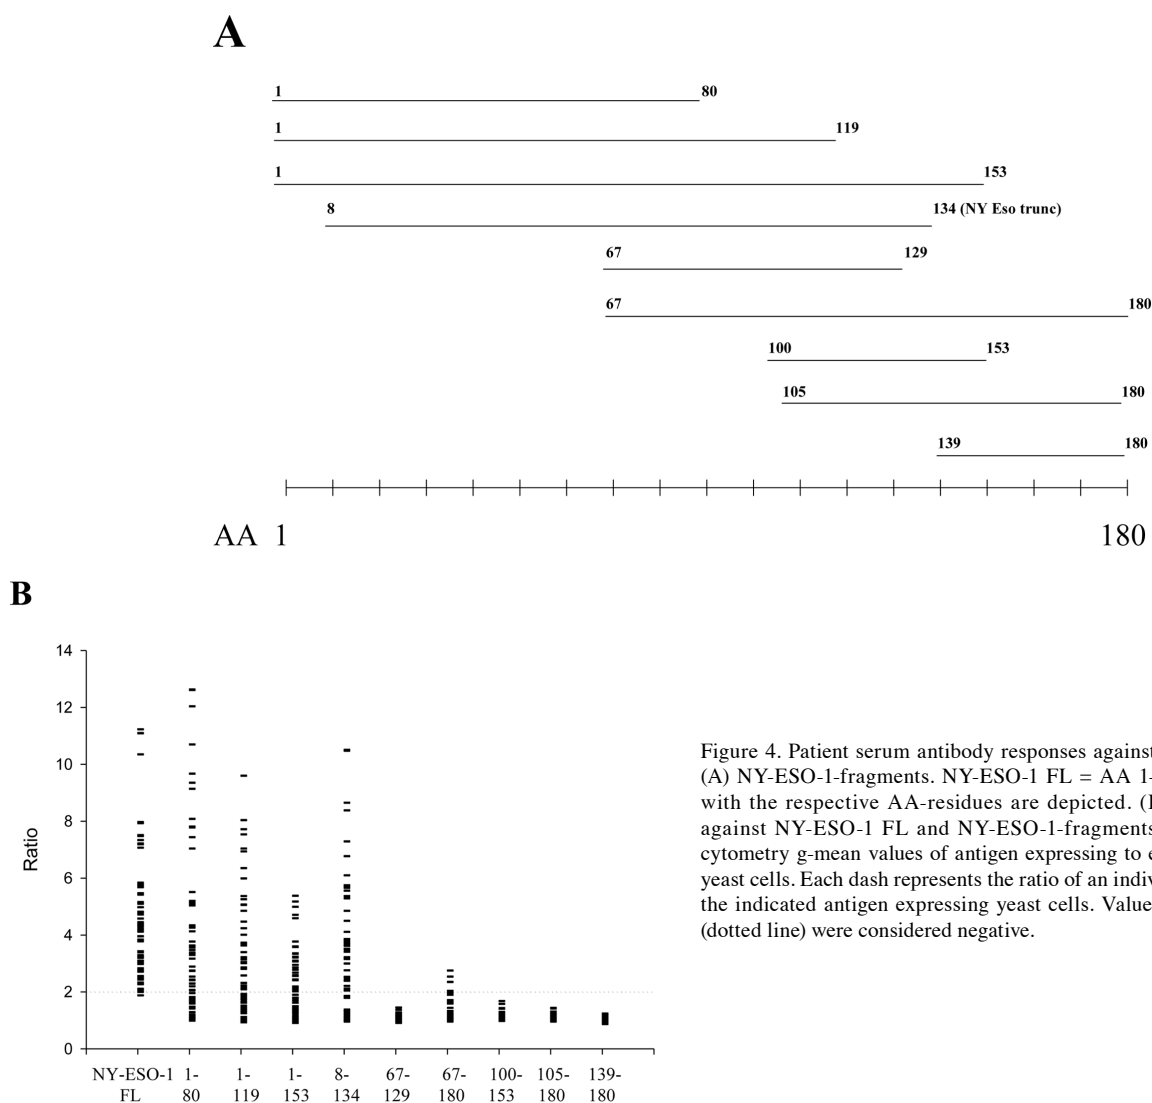 A
1 80
1 119
1 153
8 134 (NY Eso trunc)
67 129
67 180
100 153
105 180
139 180
AA 1 180
B
14
12
10
8
6
4
2
0
Ratio
NY-ESO-1 1- 1- 1- 8- 67- 67- 100- 105- 139-
FL 80 119 153 134 129 180 153 180 180
Figure 4. Patient serum antibody responses against
(A) NY-ESO-1-fragments. NY-ESO-1 FL = AA 1-
with the respective AA-residues are depicted.
against NY-ESO-1 FL and NY-ESO-1-fragments
cytometry g-mean values of antigen expressing to
yeast cells. Each dash represents the ratio of an
the indicated antigen expressing yeast cells.
(dotted line) were considered negative.